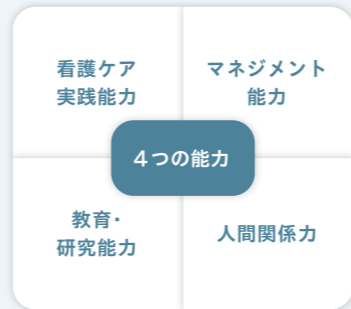 看護ケア
実践能力
マネジメント
能力
４つの能力
教育・
研究能力
人間関係力